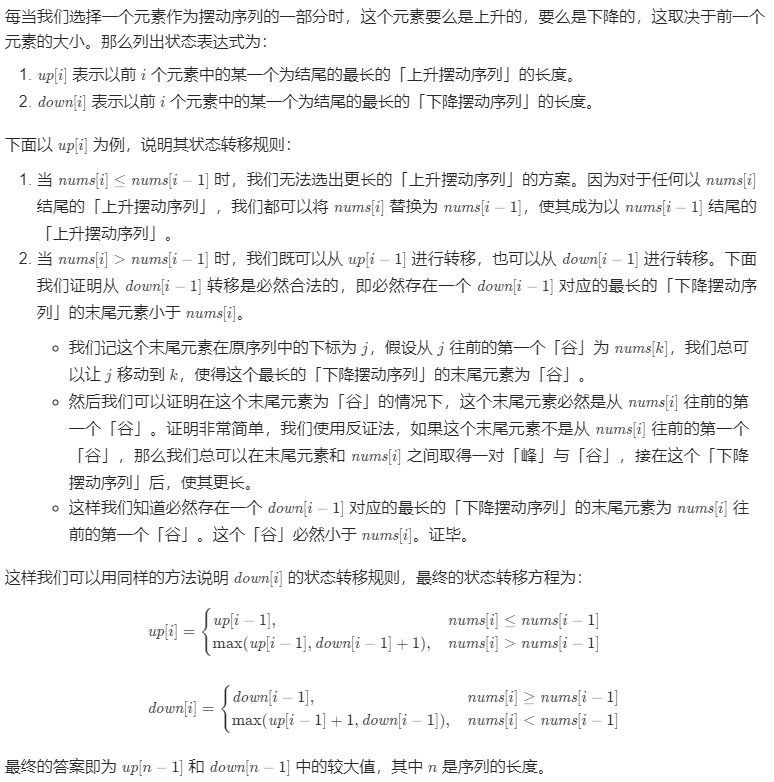 每当我们选择一个元素作为摆动序列的一部分时，这个元素要么是上升的，要么是下降的，这取决于前一个
元素的大小。那么列出状态表达式为：
1. up[i] 表示以前 i 个元素中的某一个为结尾的最长的「上升摆动序列」的长度。
2. down[i] 表示以前 i 个元素中的某一个为结尾的最长的「下降摆动序列」的长度。
下面以 up[i] 为例，说明其状态转移规则：
1. 当 nums[i] ≤ nums[i − 1] 时，我们无法选出更长的「上升摆动序列」的方案。因为对于任何以 nums[i]
结尾的「上升摆动序列」，我们都可以将 nums[i] 替换为 nums[i − 1]，使其成为以 nums[i − 1] 结尾的
「上升摆动序列」。
2. 当 nums[i] > nums[i − 1] 时，我们既可以从 up[i − 1] 进行转移，也可以从 down[i − 1] 进行转移。下面
我们证明从 down[i − 1] 转移是必然合法的，即必然存在一个 down[i − 1] 对应的最长的「下降摆动序
列」的末尾元素小于 nums[i]。
◦ 我们记这个末尾元素在原序列中的下标为 j，假设从 j 往前的第一个「谷」为 nums[k]，我们总可
以让 j 移动到 k，使得这个最长的「下降摆动序列」的末尾元素为「谷」。
◦ 然后我们可以证明在这个末尾元素为「谷」的情况下，这个末尾元素必然是从 nums[i] 往前的第
一个「谷」。证明非常简单，我们使用反证法，如果这个末尾元素不是从 nums[i] 往前的第一个
「谷」，那么我们总可以在末尾元素和 nums[i] 之间取得一对「峰」与「谷」，接在这个「下降
摆动序列」后，使其更长。
◦ 这样我们知道必然存在一个 down[i − 1] 对应的最长的「下降摆动序列」的末尾元素为 nums[i] 往
前的第一个「谷」。这个「谷」必然小于 nums[i]。证毕。
这样我们可以用同样的方法说明 down[i] 的状态转移规则，最终的状态转移方程为：
up[i] = { up[i − 1], nums[i] ≤ nums[i − 1]
max(up[i − 1], down[i − 1] + 1), nums[i] > nums[i − 1]
down[i] = { down[i − 1], nums[i] ≥ nums[i − 1]
max(up[i − 1] + 1, down[i − 1]), nums[i] < nums[i − 1]
最终的答案即为 up[n − 1] 和 down[n − 1] 中的较大值，其中 n 是序列的长度。